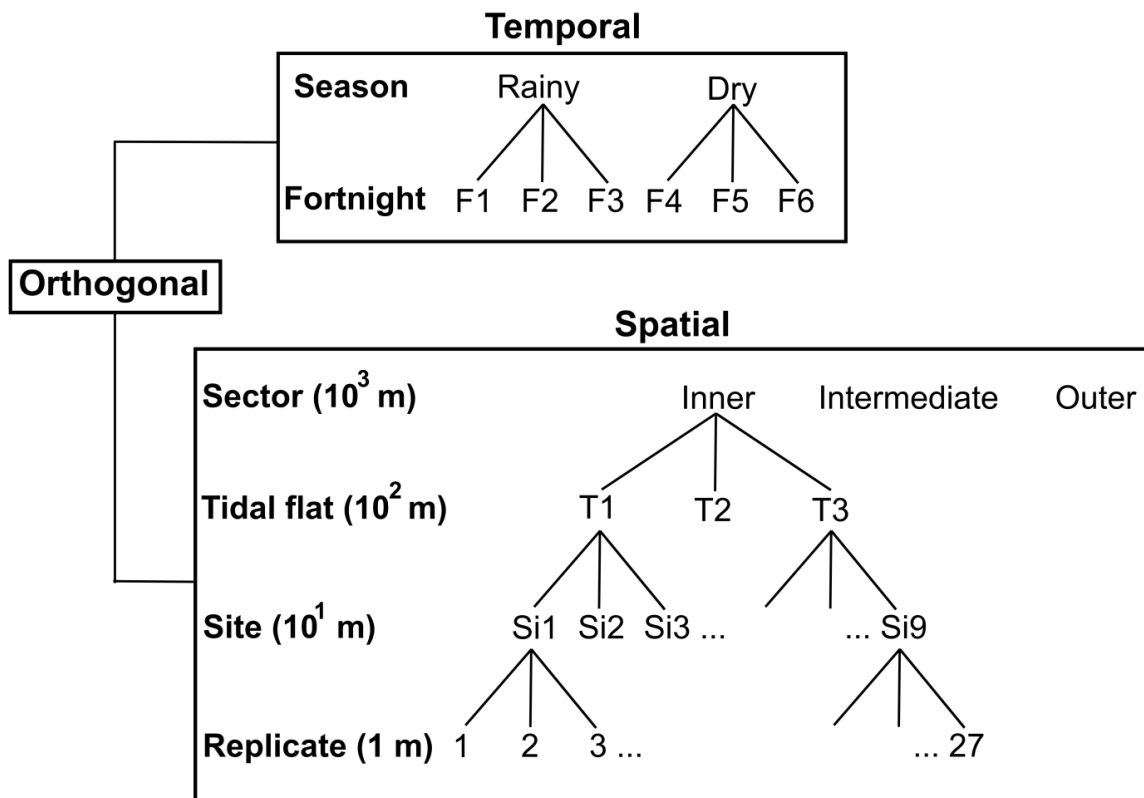 Temporal
Season Rainy Dry
Fortnight F1 F2 F3 F4 F5 F6
Orthogonal
Spatial
Sector (10³ m) Inner Intermediate Outer
Tidal flat (10² m) T1 T2 T3
Site (10¹ m) Si1 Si2 Si3 ... ... Si9
Replicate (1 m) 1 2 3 ... ... 27